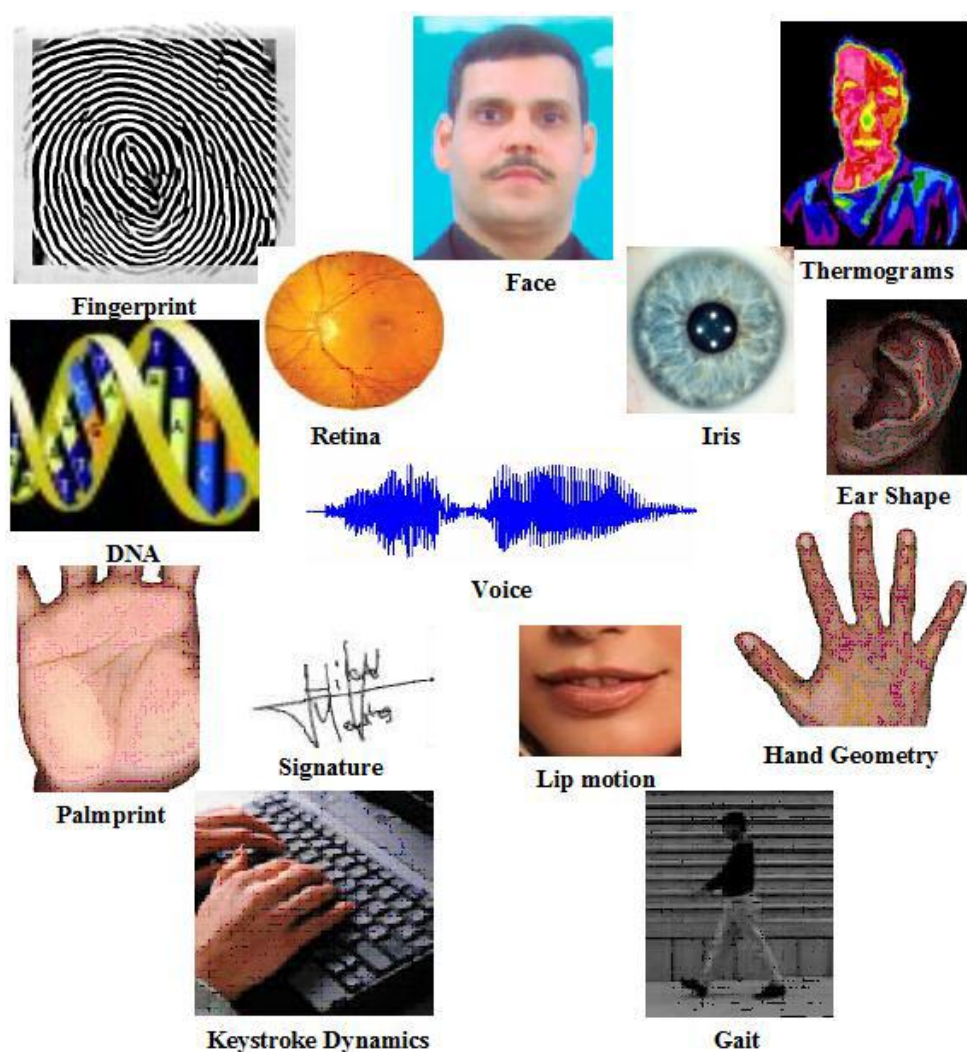 Face
Thermograms
Fingerprint
Retina
Iris
Ear Shape
DNA
Voice
Signature
Lip motion
Hand Geometry
Palmprint
Keystroke Dynamics
Gait